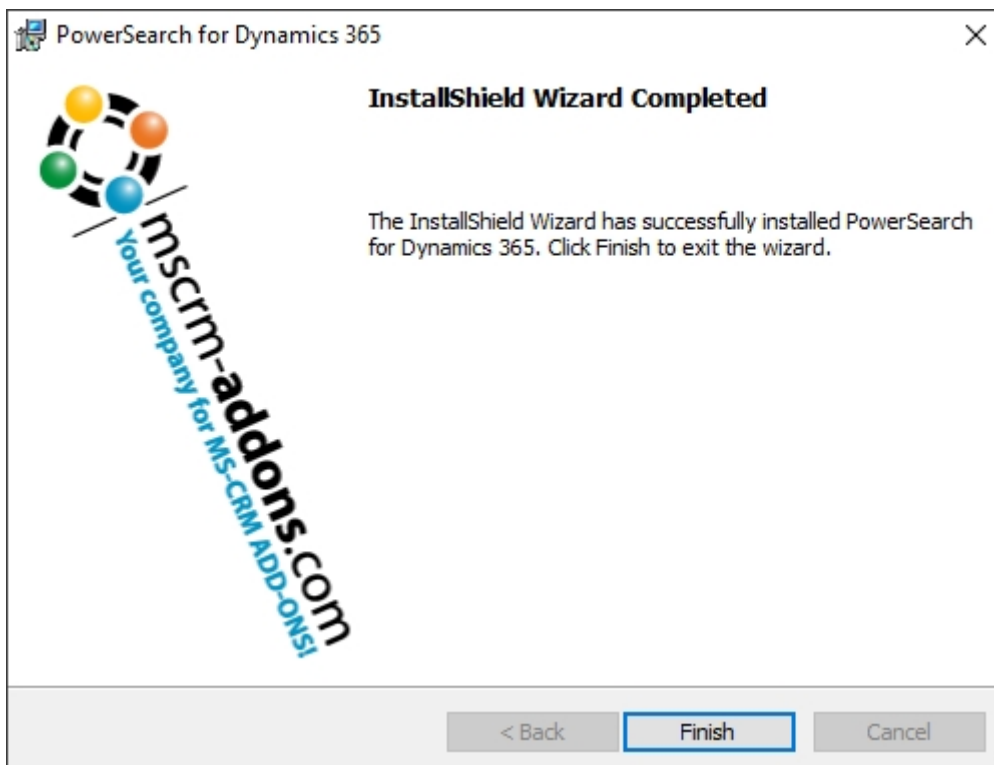 PowerSearch for Dynamics 365
InstallShield Wizard Completed
The InstallShield Wizard has successfully installed PowerSearch
for Dynamics 365. Click Finish to exit the wizard.
mscrm-addons.com
Your company for MS-CRM ADD-ONS!
< Back
Finish
Cancel